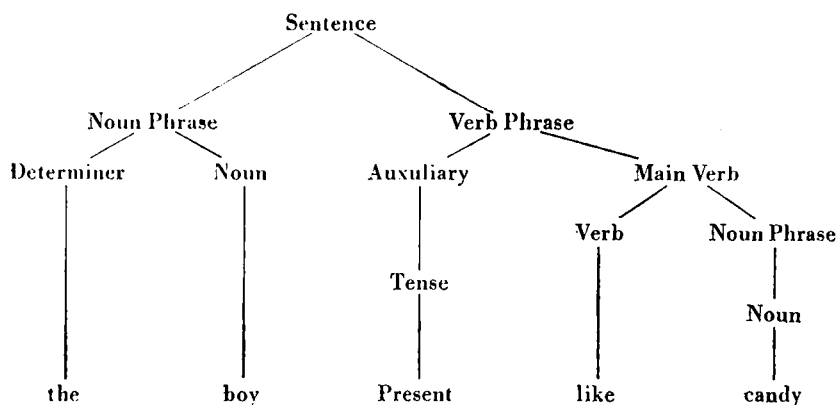 Sentence
Noun Phrase Verb Phrase
Determiner Noun Auxuliary Main Verb
Verb Noun Phrase
Tense
Noun
the boy Present like candy